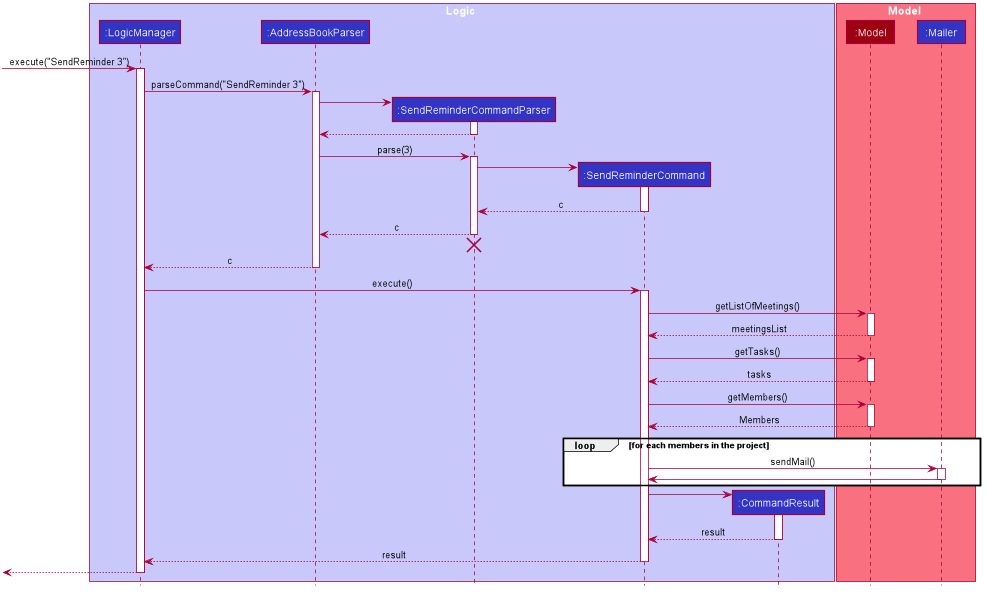 Logic
Model
:LogicManager
:AddressBookParser
:Model
:Mailer
execute("SendReminder 3")
parseCommand("SendReminder 3")
:SendReminderCommandParser
parse(3)
:SendReminderCommand
c
c
c
execute()
getListOfMeetings()
meetingsList
getTasks()
tasks
getMembers()
Members
loop
[for each members in the project]
sendMail()
:CommandResult
result
result